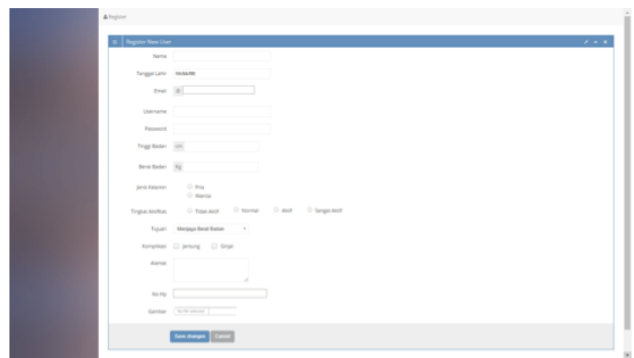 Register
Register New User
Nama
Tanggal Lahir
Email @
Username
Password
Tinggi Badan cm
Berat Badan Kg
Jenis Kelamin Pria
Wanita
Tingkat Aktifitas Tidak Aktif Normal Aktif Sangat Aktif
Tujuan Menjaga Berat Badan
Komplikasi Jantung Ginjal
Alamat
No Hp
Gambar
Save changes Cancel